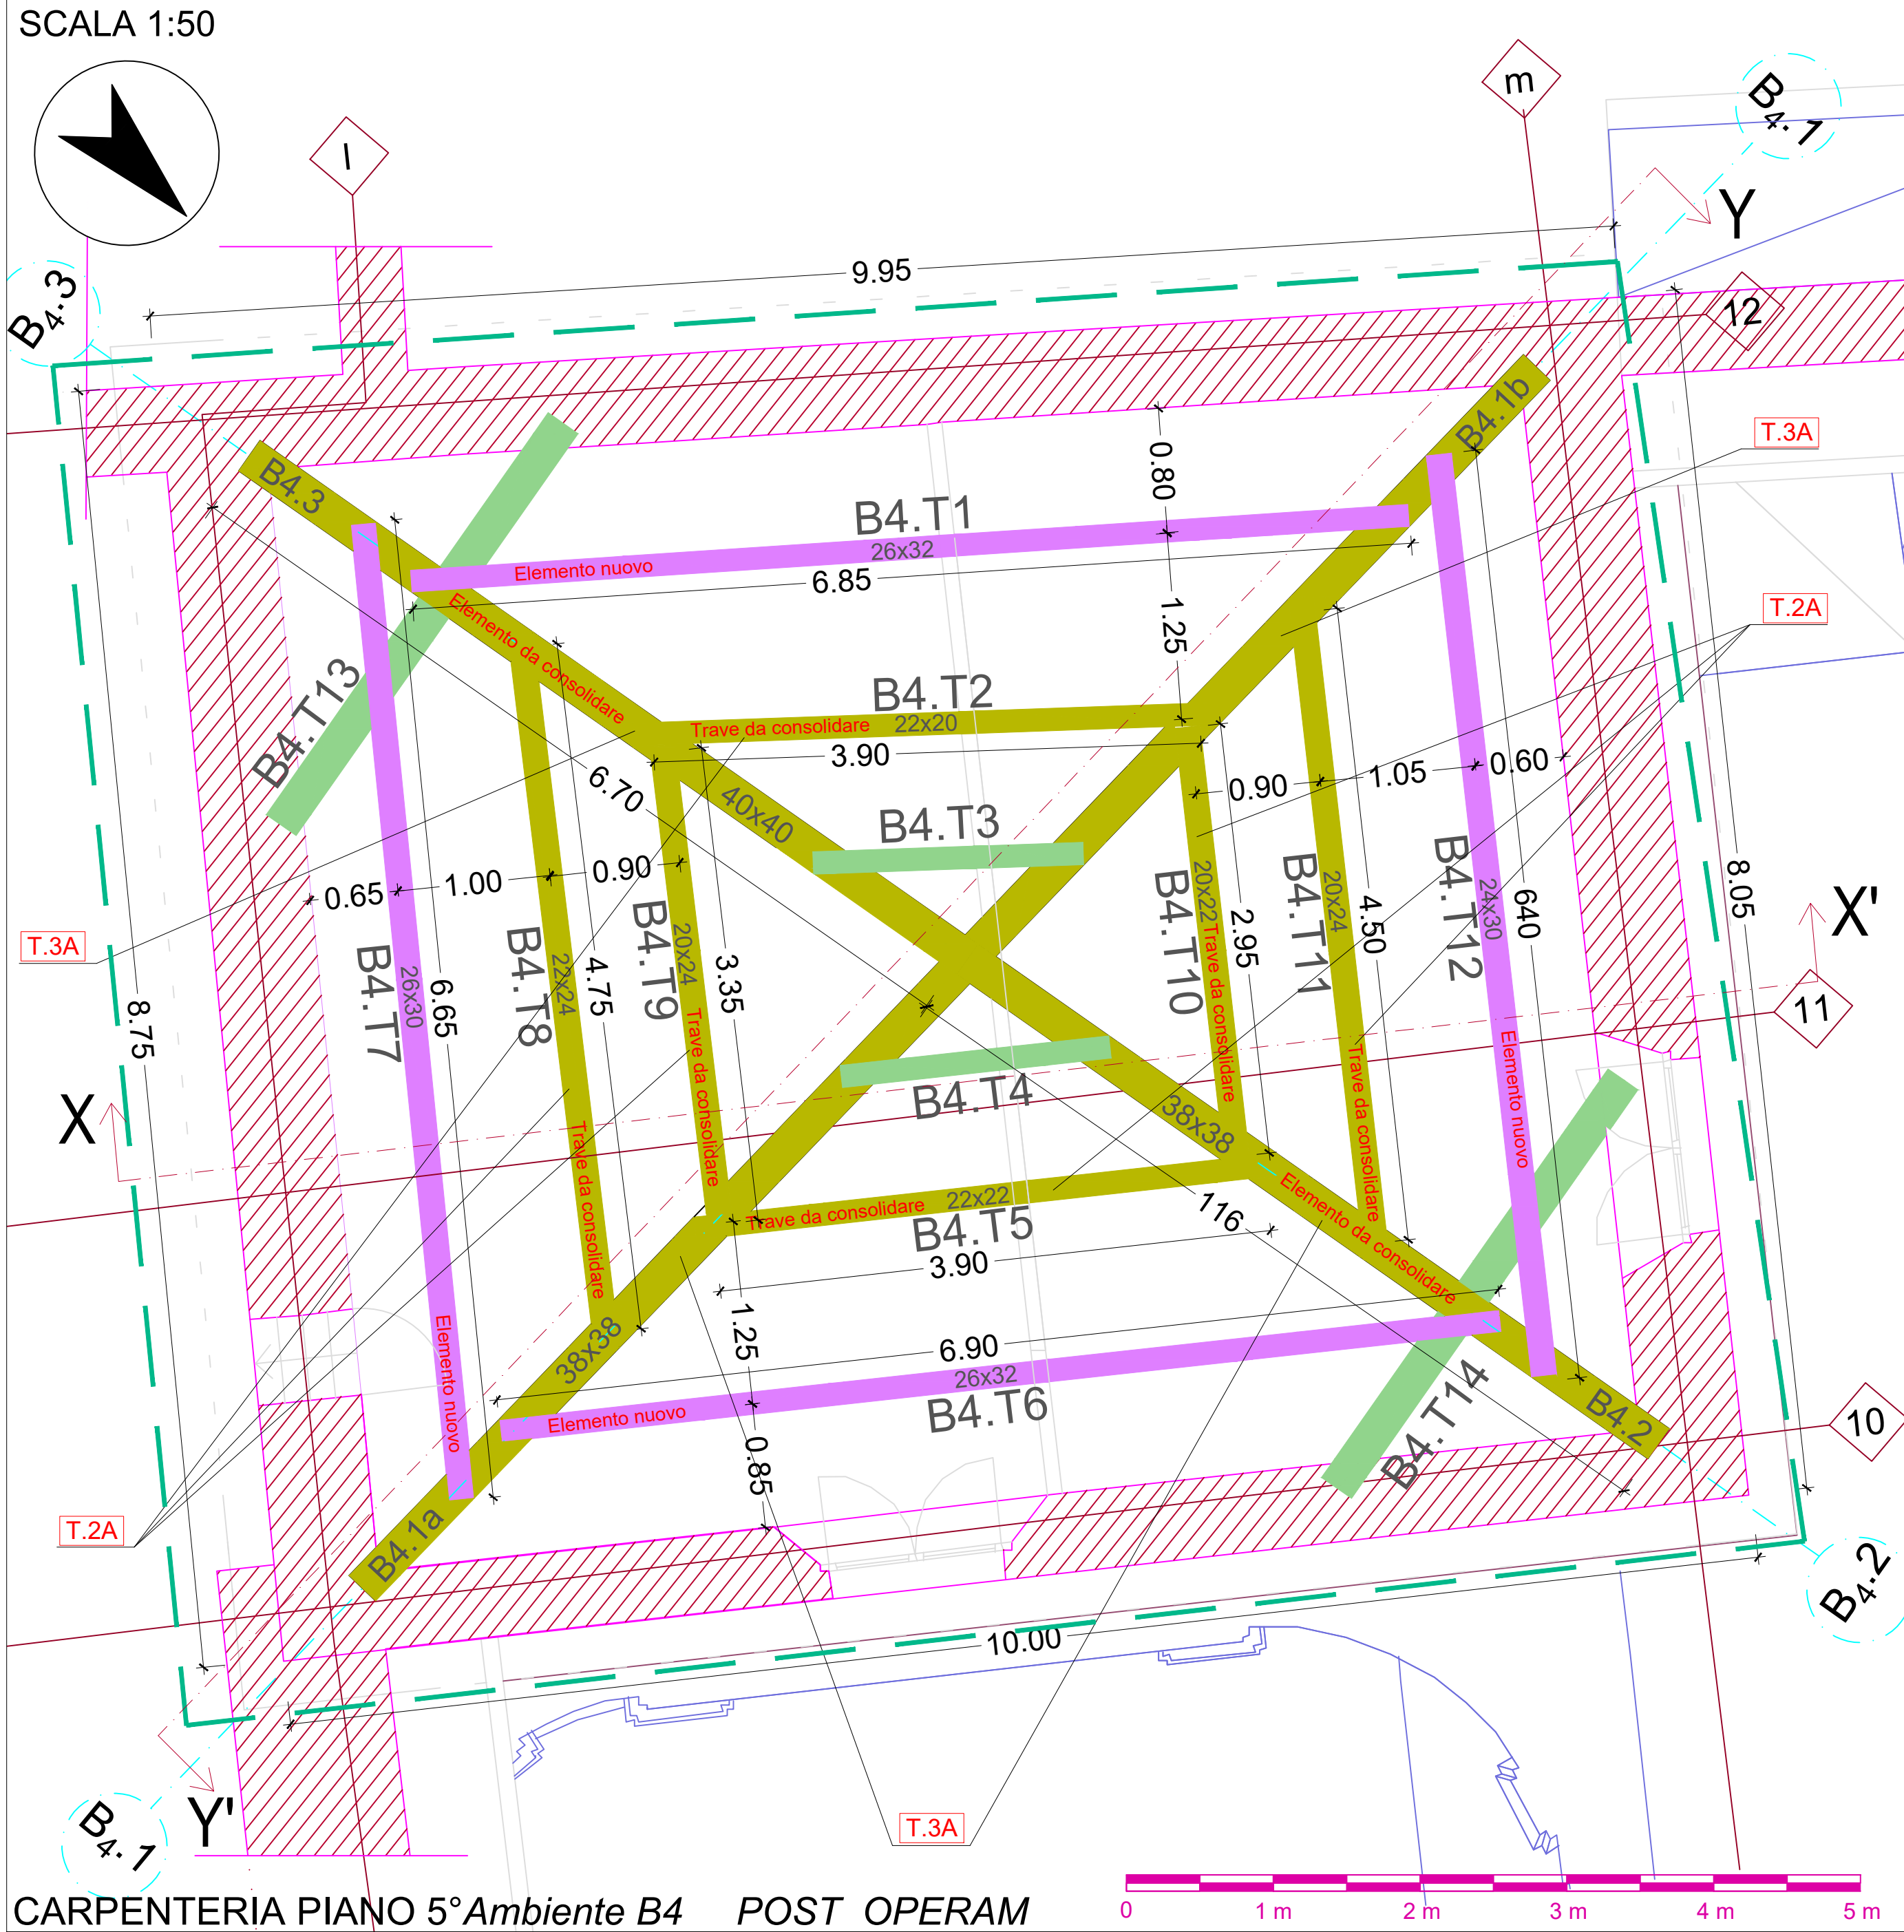 SCALA 1:50
l
m
B4.1
Y
9.95
B4.3
12
B4.1b
T.3A
0.80
B4.3
B4.T1
26x32
Elemento nuovo
6.85
Elemento da consolidare
1.25
T.2A
B4.T13
B4.T2
Trave da consolidare
22x20
3.90
6.70
40x40
B4.T3
0.90
1.05
0.60
0.65
1.00
0.90
B4.T7
26x30
6.65
B4.T8
22x24
4.75
B4.T9
20x24
3.35
B4.T10
20x22
Trave da consolidare
2.95
B4.T11
20x24
4.50
B4.T12
24x30
640
8.05
X'
T.3A
8.75
11
X
Trave da consolidare
Trave da consolidare
B4.T4
38x38
Trave da consolidare
Elemento nuovo
Elemento da consolidare
116
Trave da consolidare
22x22
B4.T5
3.90
1.25
38x38
6.90
Elemento nuovo
26x32
B4.T6
Elemento nuovo
0.85
B4.T14
B4.2
10
T.2A
B4.1a
B4.2
10.00
Y'
B4.1
T.3A
CARPENTERIA PIANO 5° Ambiente B4 POST OPERAM
0 1 m 2 m 3 m 4 m 5 m